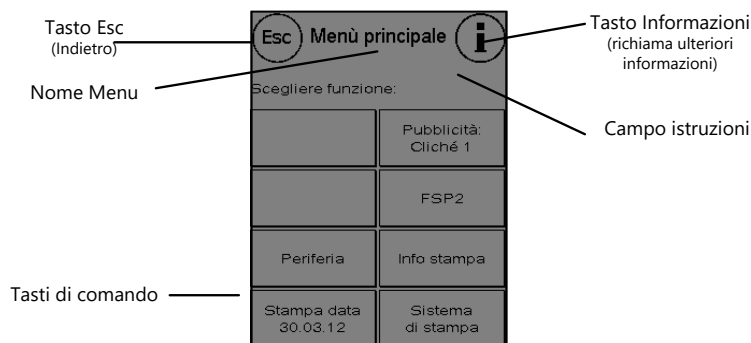 Tasto Esc
(Indietro)
Nome Menu
Tasti di comando
Esc
Menù principale
i
Scegliere funzione:
Pubblicità:
Cliché 1
FSP2
Periferia
Info stampa
Stampa data
30.03.12
Sistema
di stampa
Tasto Informazioni
(richiama ulteriori
informazioni)
Campo istruzioni